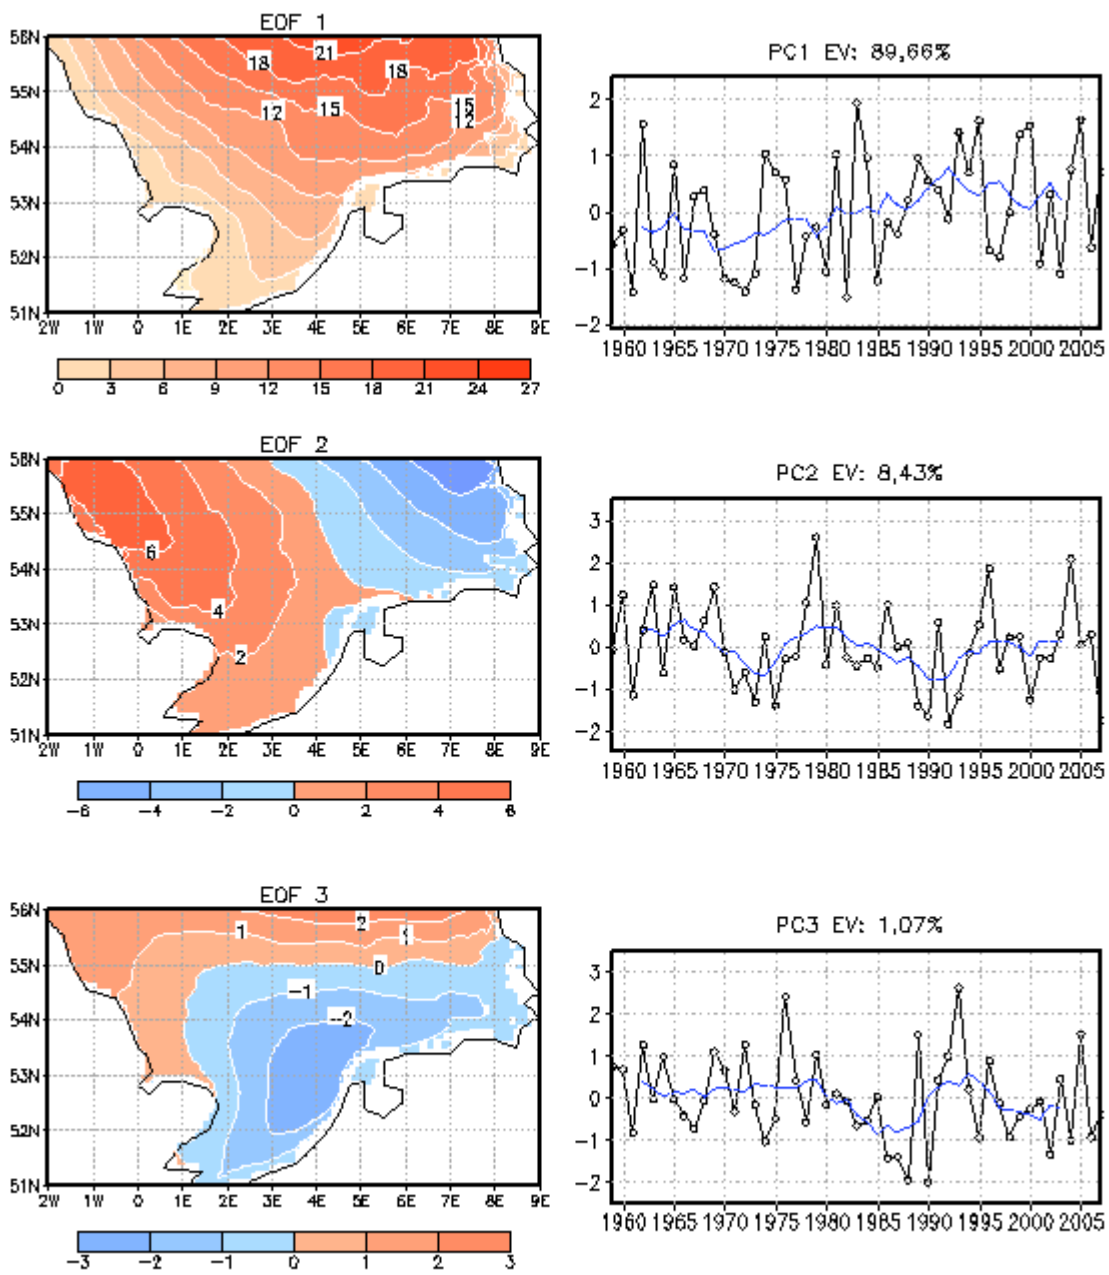 EOF 1
56N
55N
54N
53N
52N
51N
2W 1W 0 1E 2E 3E 4E 5E 6E 7E 8E 9E
21
18
18
15
12
15
12
0 3 6 9 12 15 18 21 24 27
PC1 EV: 89,66%
2
1
0
-1
-2
1960 1965 1970 1975 1980 1985 1990 1995 2000 2005
EOF 2
56N
55N
54N
53N
52N
51N
2W 1W 0 1E 2E 3E 4E 5E 6E 7E 8E 9E
6
4
2
-6 -4 -2 0 2 4 6
PC2 EV: 8,43%
3
2
1
0
-1
-2
1960 1965 1970 1975 1980 1985 1990 1995 2000 2005
EOF 3
56N
55N
54N
53N
52N
51N
2W 1W 0 1E 2E 3E 4E 5E 6E 7E 8E 9E
2
1
1
0
-1
-2
-3 -2 -1 0 1 2 3
PC3 EV: 1,07%
3
2
1
0
-1
-2
1960 1965 1970 1975 1980 1985 1990 1995 2000 2005